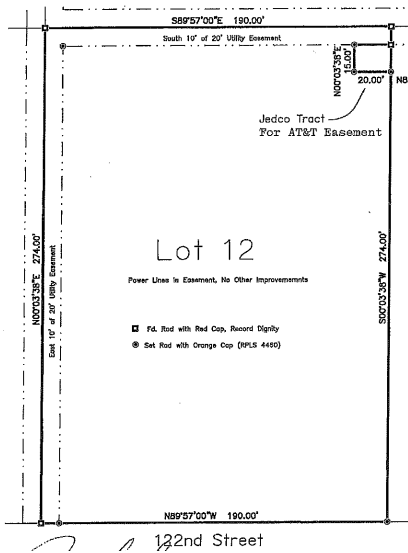 S89°57'00"E 190.00'
South 10' of 20' Utility Easement
N00°03'38"E
15.00'
20.00'
N8
Jedco Tract
For AT&T Easement
N00°03'38"E 274.00'
East 10' of 20' Utility Easement
Lot 12
S00°03'38"W 274.00'
Power Lines in Easement, No Other Improvememnts
Fd. Rod with Red Cap, Record Dignity
Set Rod with Orange Cap (RPLS 4460)
N89°57'00"W 190.00'
122nd Street